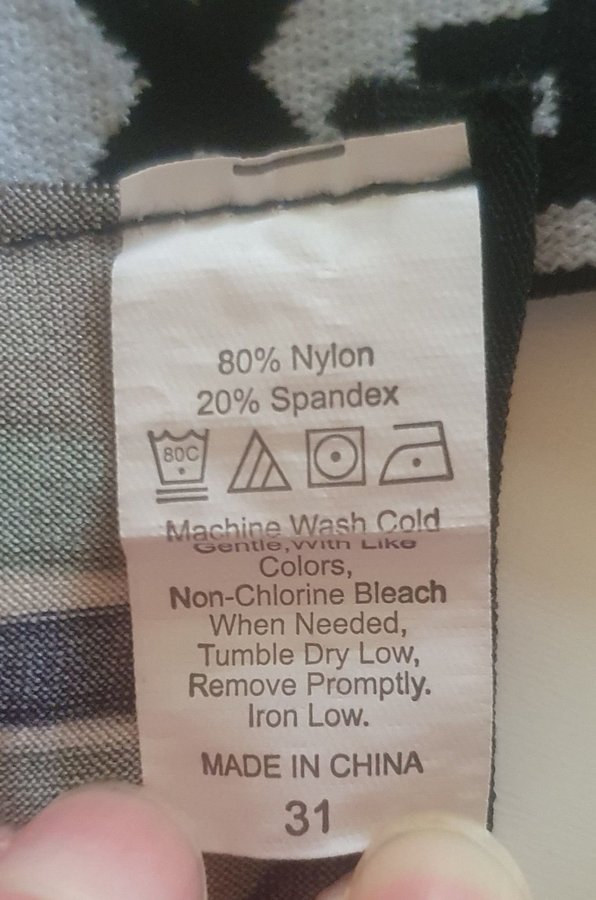 80% Nylon
20% Spandex
80C
Machine Wash Cold
Gentle,With Like
Colors,
Non-Chlorine Bleach
When Needed,
Tumble Dry Low,
Remove Promptly.
Iron Low.
MADE IN CHINA
31